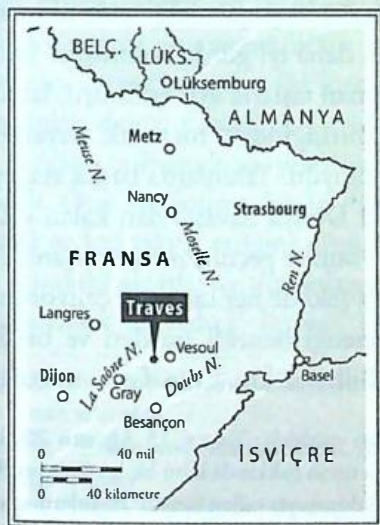 BELÇ.
LÜKS.
Lüksemburg
ALMANYA
Metz
Meuse N.
Nancy
Moselle N.
Strasbourg
Ren N.
FRANSA
Langres
Traves
Vesoul
La Saône N.
Dijon
Gray
Doubs N.
Besançon
Basel
0 40 mil
0 40 kilometre
İSVİÇRE